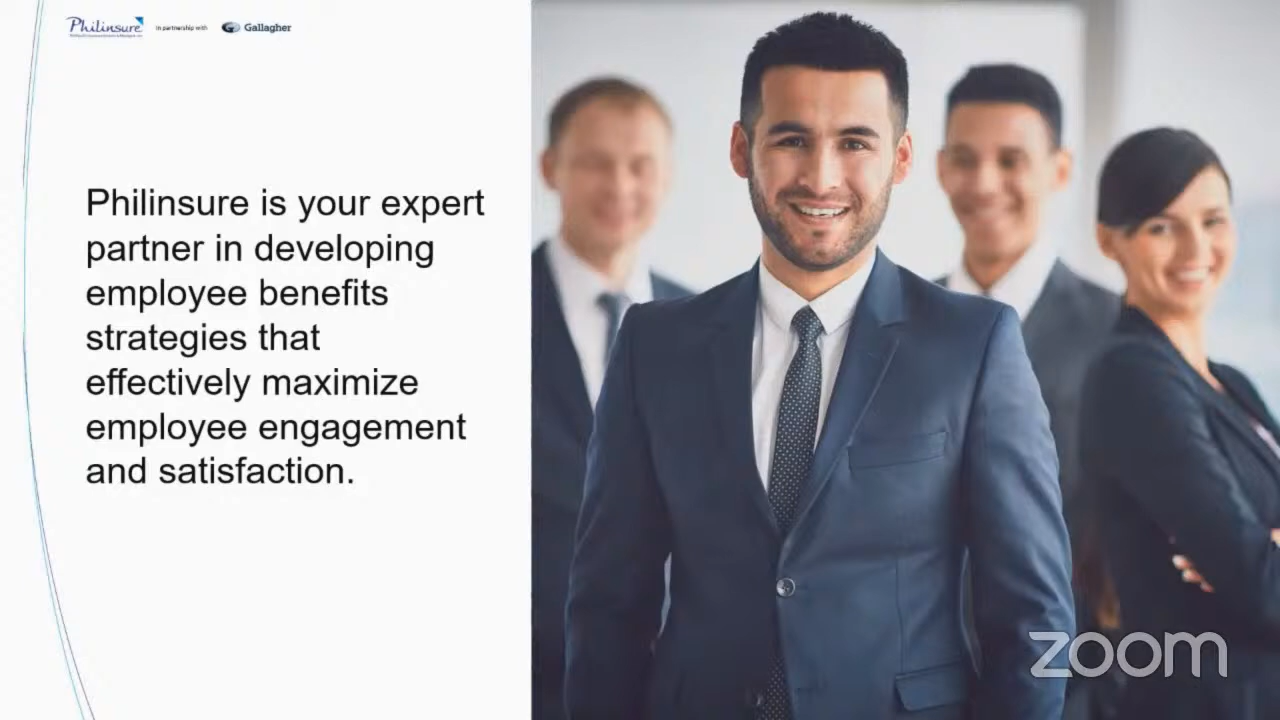 Philinsure
in partnership with
Gallagher
Philinsure is your expert
partner in developing
employee benefits
strategies that
effectively maximize
employee engagement
and satisfaction.
zoom